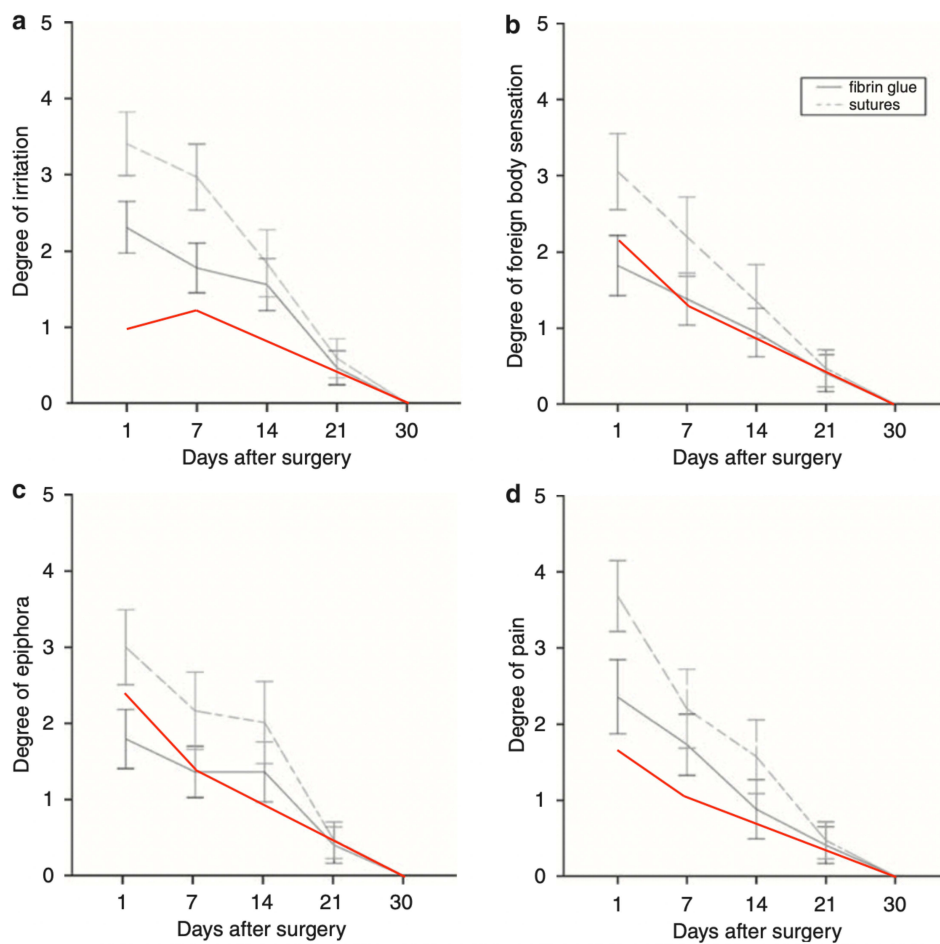 a
5
4
3
2
1
0
Degree of irritation
1 7 14 21 30
Days after surgery
b
fibrin glue
sutures
5
4
3
2
1
0
Degree of foreign body sensation
1 7 14 21 30
Days after surgery
c
5
4
3
2
1
0
Degree of epiphora
1 7 14 21 30
Days after surgery
d
5
4
3
2
1
0
Degree of pain
1 7 14 21 30
Days after surgery